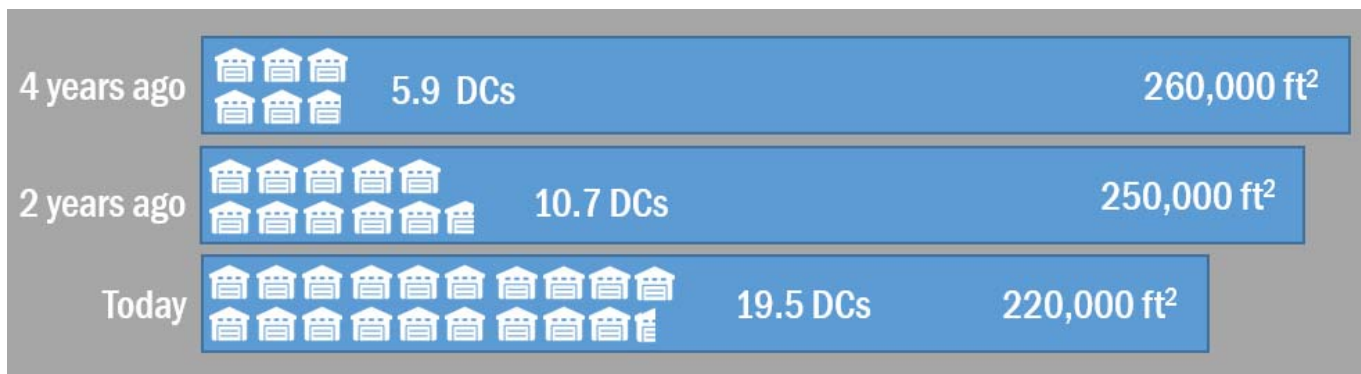 4 years ago 5.9 DCs 260,000 ft²
2 years ago 10.7 DCs 250,000 ft²
Today 19.5 DCs 220,000 ft²